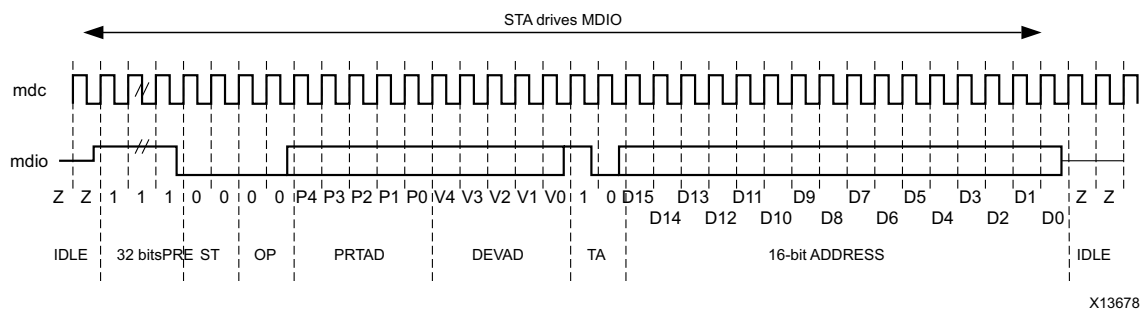 STA drives MDIO
mdc
mdio
Z Z 1 1 1 0 0 0 0 P4 P3 P2 P1 P0 V4 V3 V2 V1 V0 1 0 D15 D13 D11 D9 D7 D5 D3 D1 Z Z
D14 D12 D10 D8 D6 D4 D2 D0
IDLE 32 bitsPRE ST OP PRTAD DEVAD TA 16-bit ADDRESS IDLE
X13678